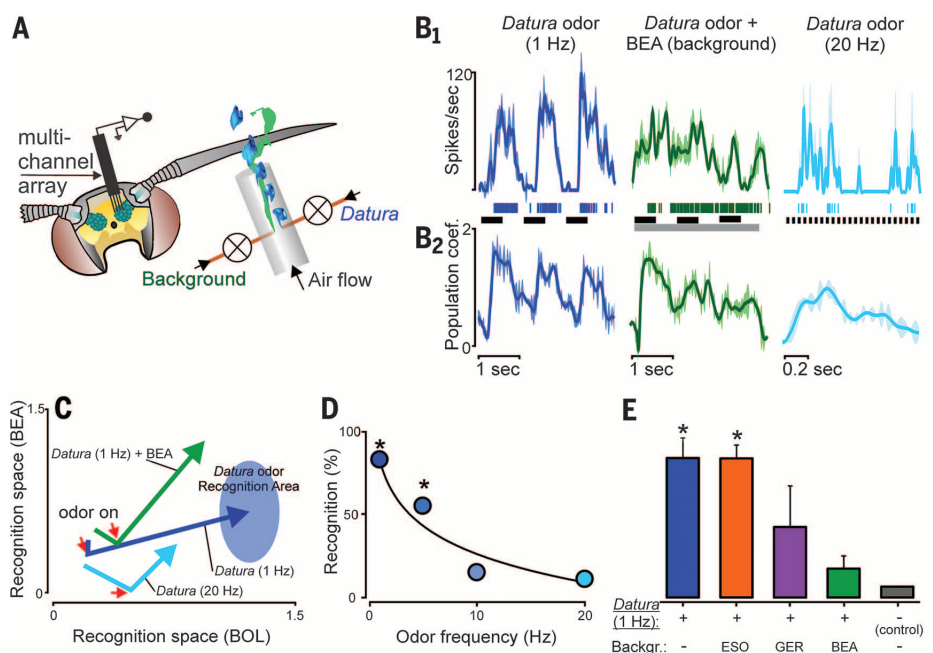 A
multi-
channel
array
Datura
Background
Air flow
B1
Datura odor
(1 Hz)
Datura odor +
BEA (background)
Datura odor
(20 Hz)
120
Spikes/sec
0
B2
2
Population coef.
0
1 sec
1 sec
0.2 sec
C
1.5
Recognition space (BEA)
0
Datura (1 Hz) + BEA
Datura odor
Recognition Area
odor on
Datura (1 Hz)
Datura (20 Hz)
0
1.5
Recognition space (BOL)
D
100
50
0
Recognition (%)
*
*
0
10
20
Odor frequency (Hz)
E
*
*
Datura
(1 Hz):
+ + + + -
(control)
Backgr.: - ESO GER BEA